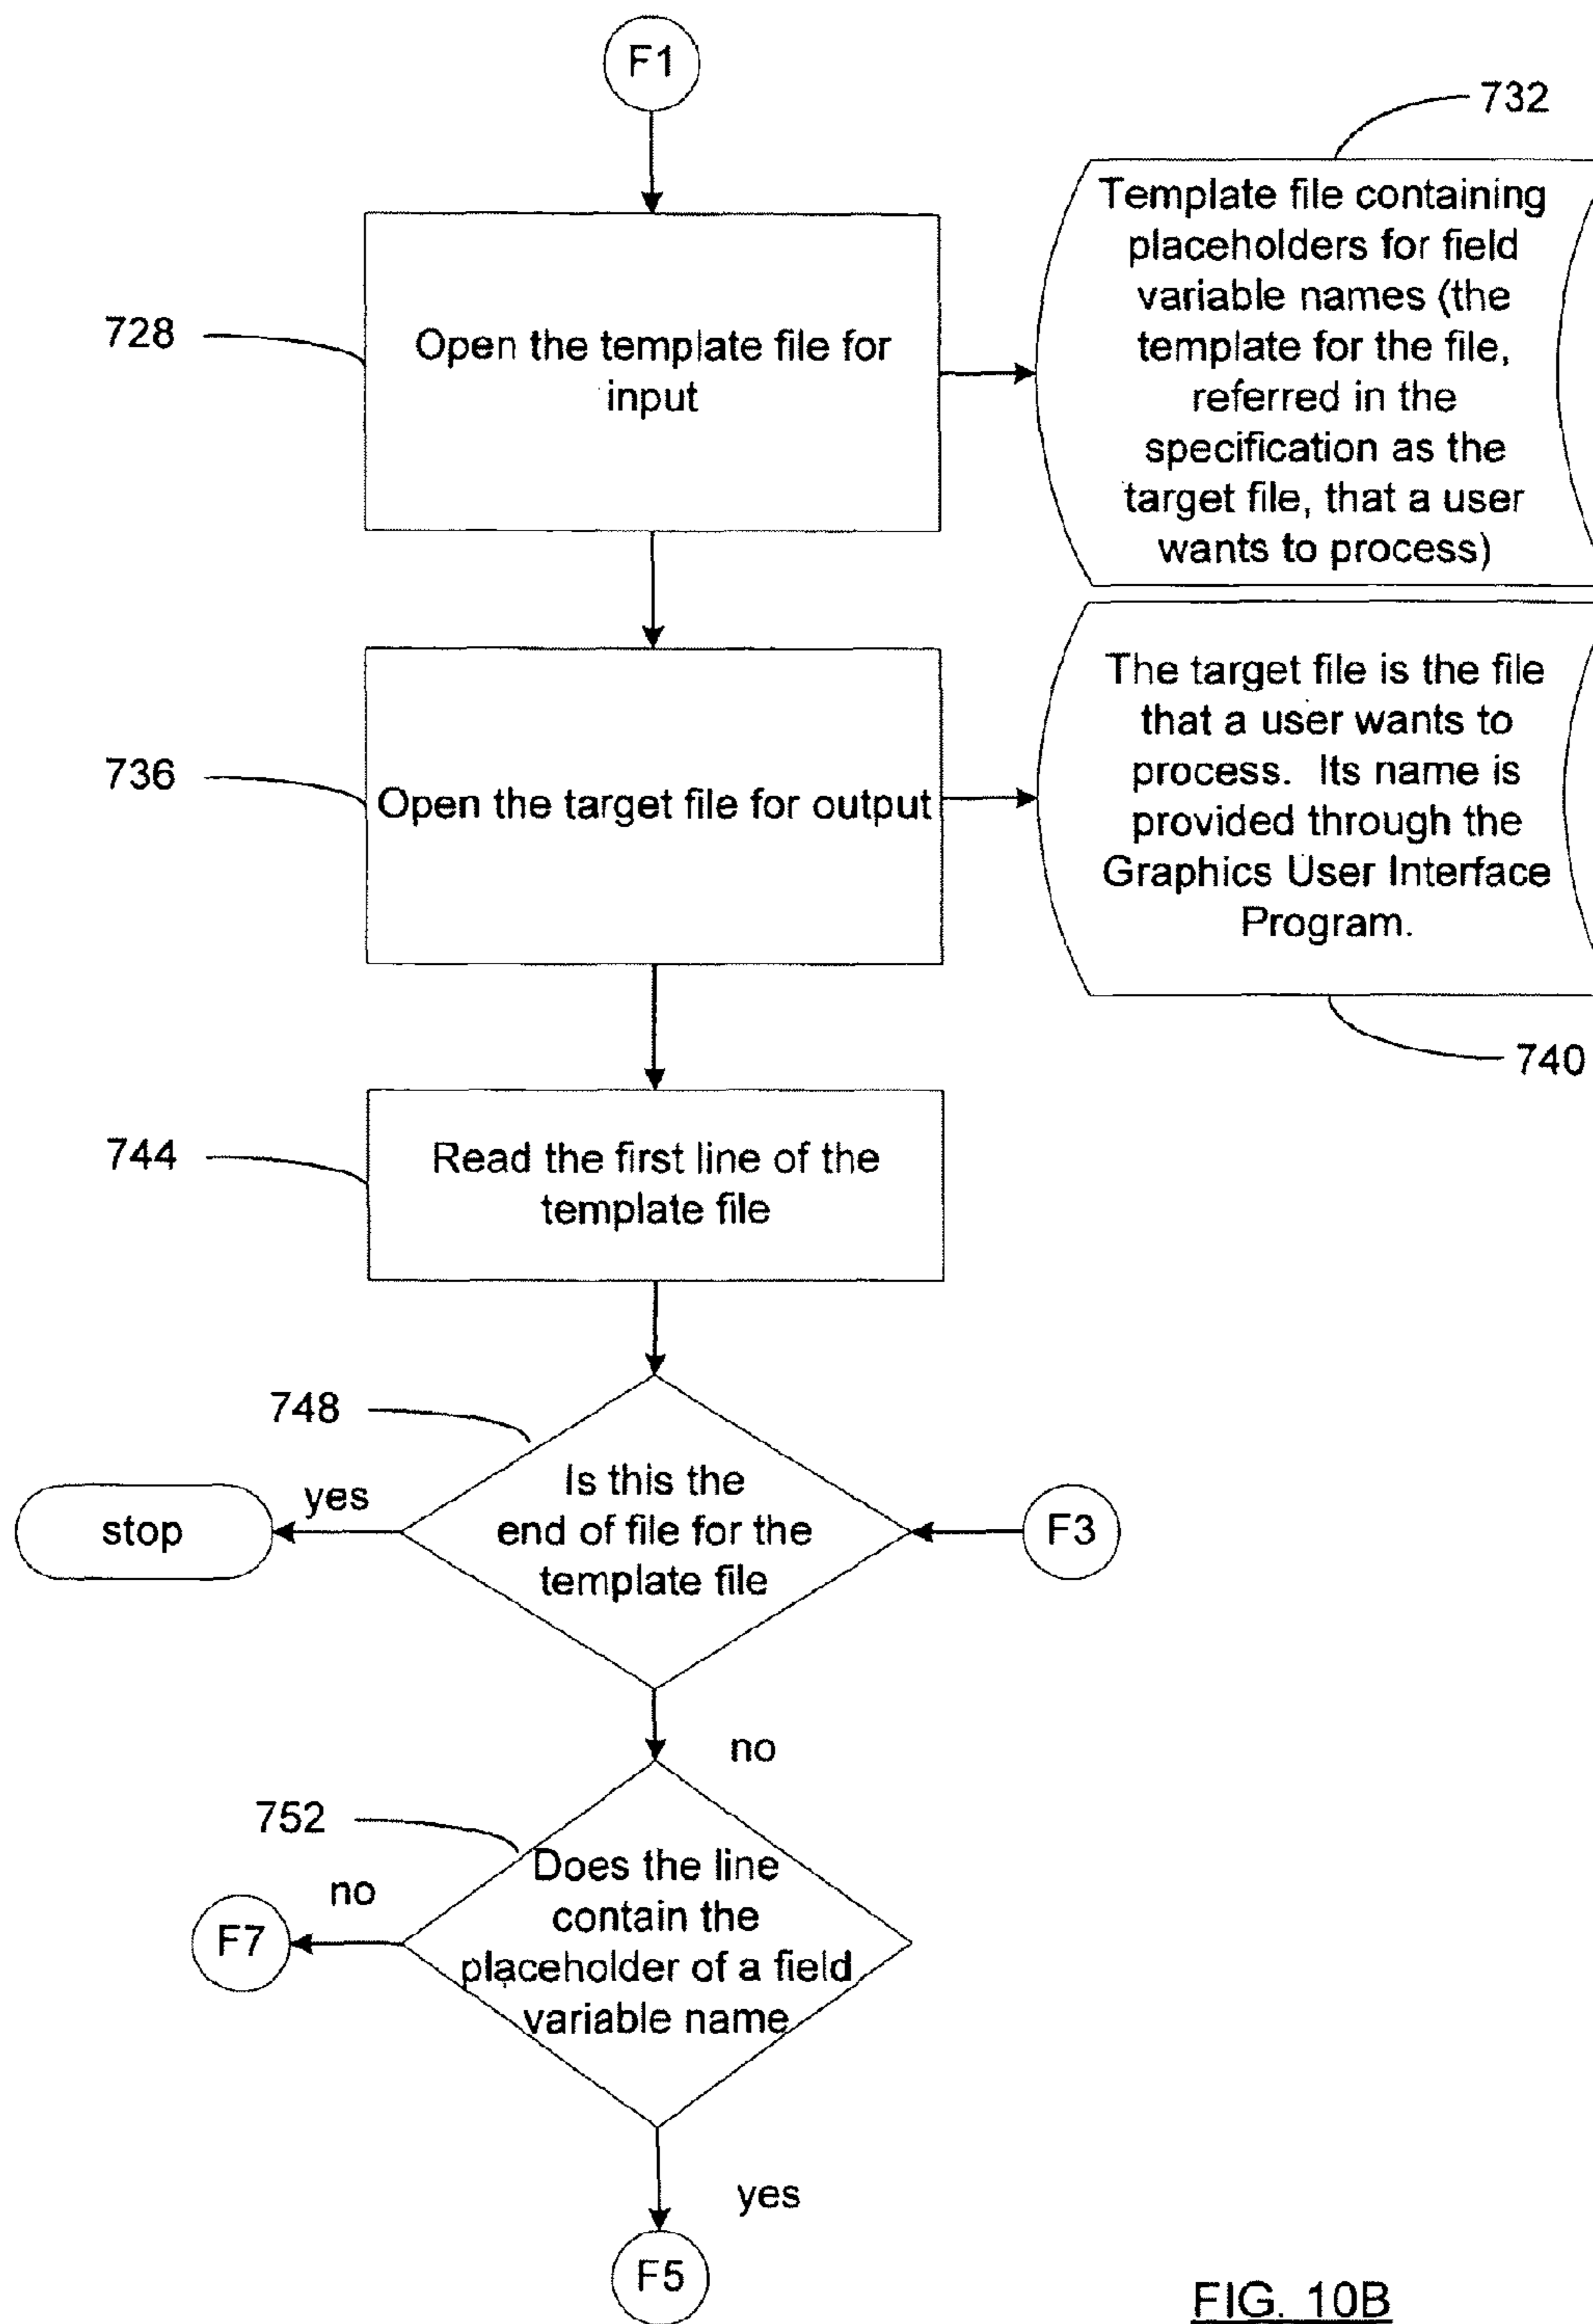 F1
732
Template file containing
placeholders for field
variable names (the
template for the file,
referred in the
specification as the
target file, that a user
wants to process)
728
Open the template file for
input
The target file is the file
that a user wants to
process. Its name is
provided through the
Graphics User Interface
Program.
736
Open the target file for output
740
744
Read the first line of the
template file
748
Is this the
end of file for the
template file
yes
stop
F3
no
752
Does the line
contain the
placeholder of a field
variable name
no
F7
yes
F5
FIG. 10B